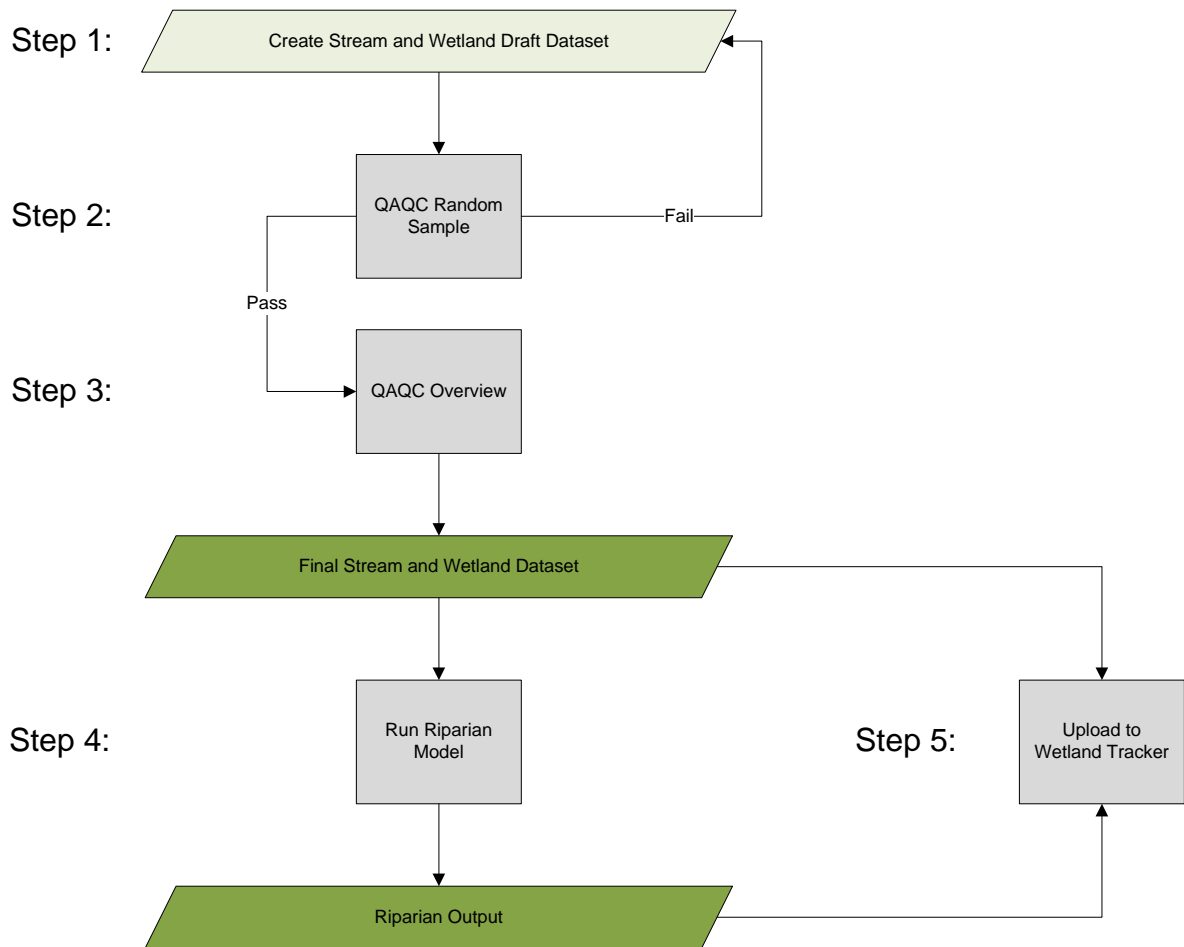 Step 1:
Create Stream and Wetland Draft Dataset
Step 2:
QAQC Random
Sample
Fail
Pass
Step 3:
QAQC Overview
Final Stream and Wetland Dataset
Step 4:
Run Riparian
Model
Step 5:
Upload to
Wetland Tracker
Riparian Output